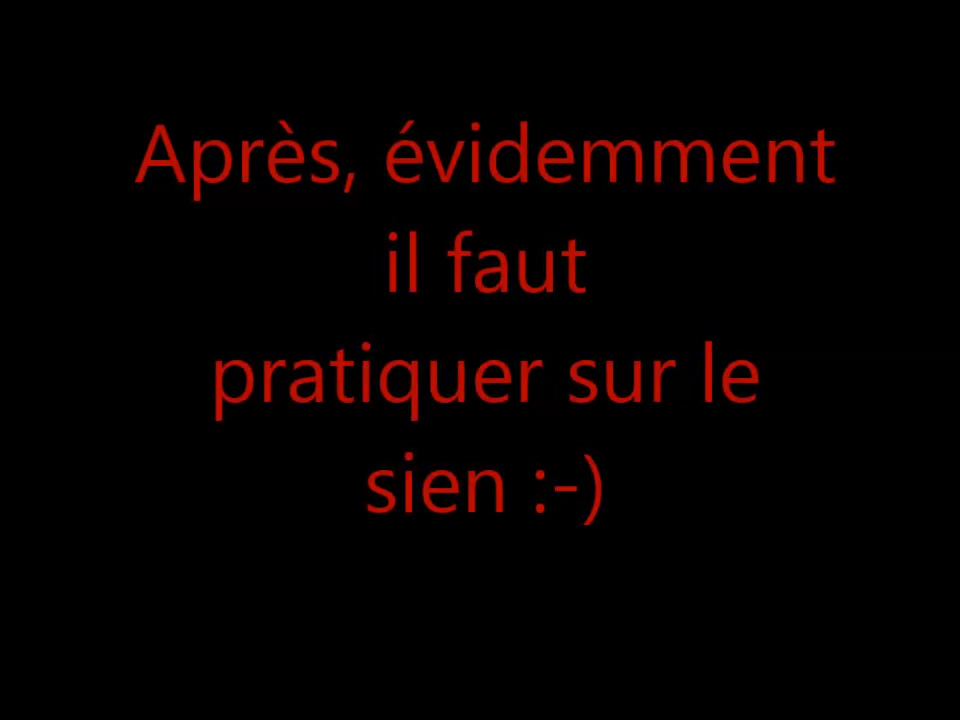 Après, évidemment
il faut
pratiquer sur le
sien :-)